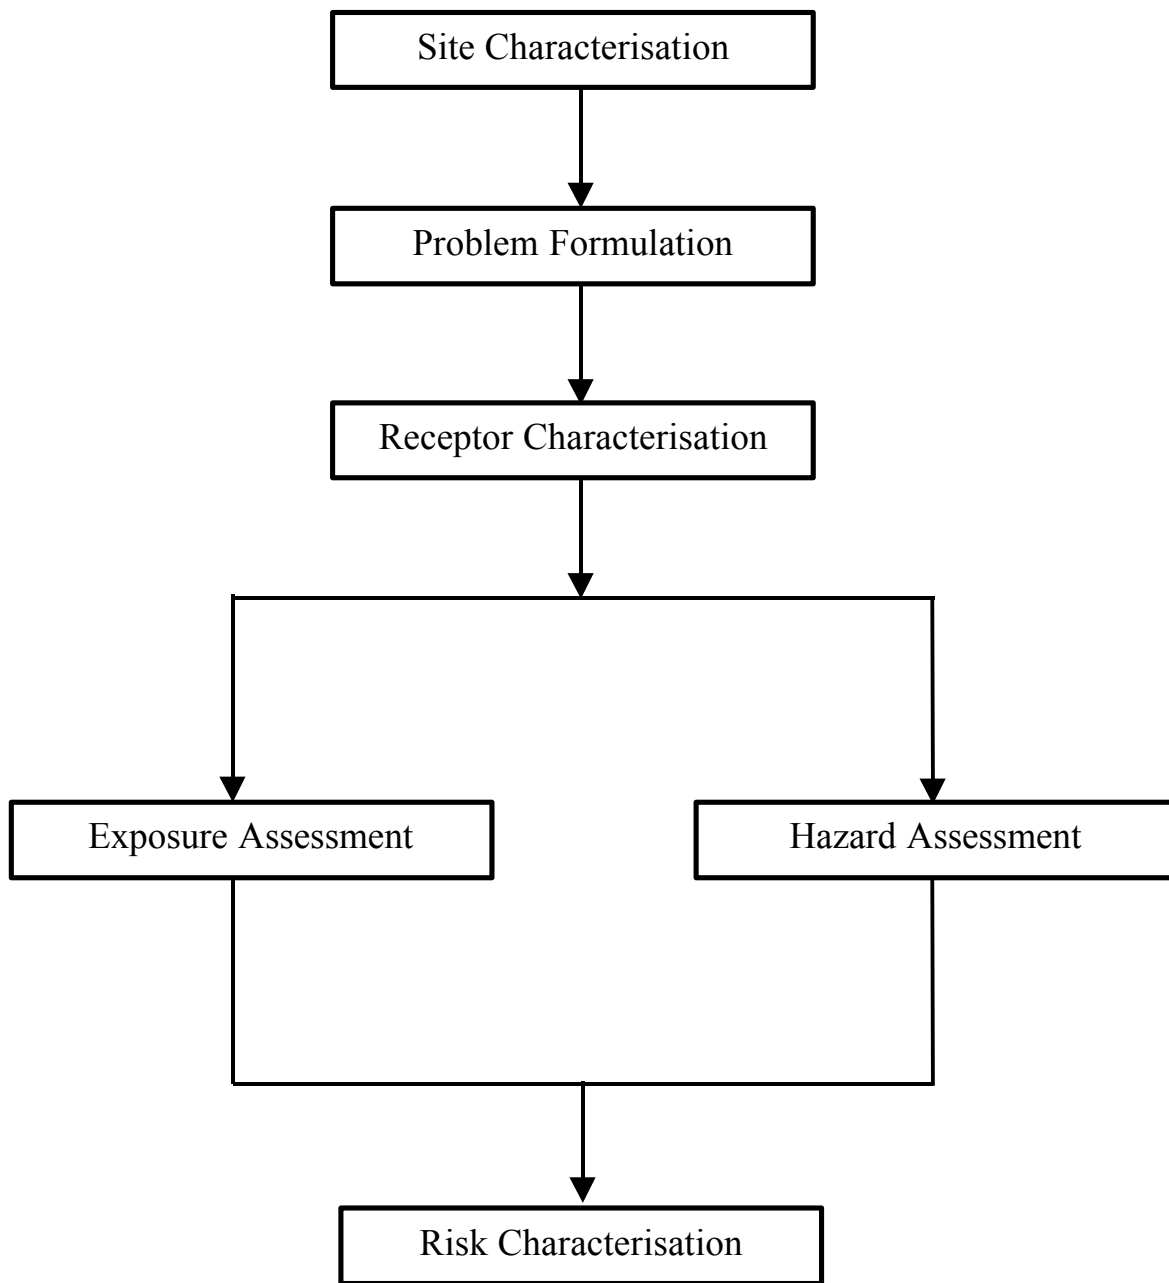 Site Characterisation
Problem Formulation
Receptor Characterisation
Exposure Assessment
Hazard Assessment
Risk Characterisation